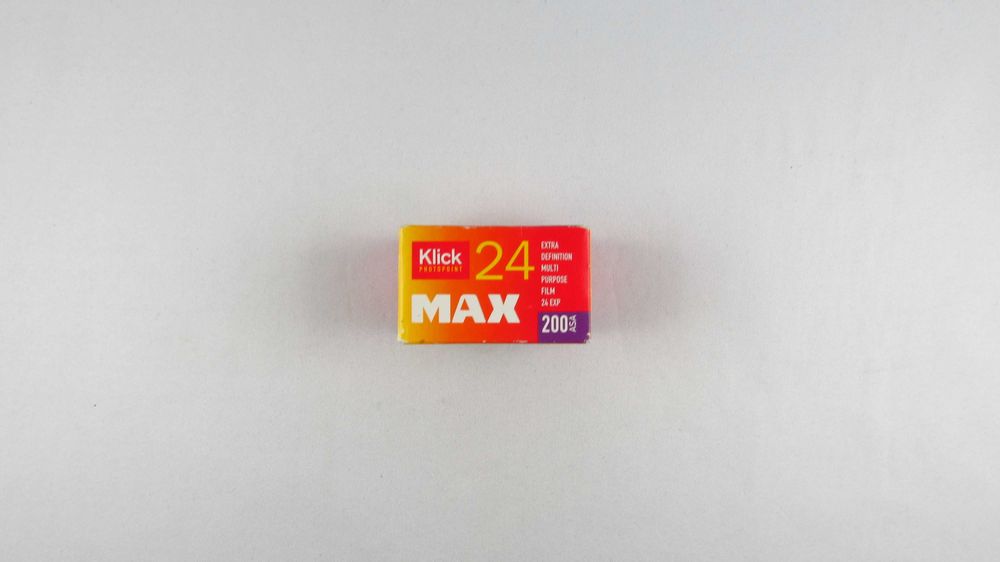 Klick
PHOTOPOINT
24
MAX
EXTRA
DEFINITION
MULTI
PURPOSE
FILM
24 EXP
200 ASA